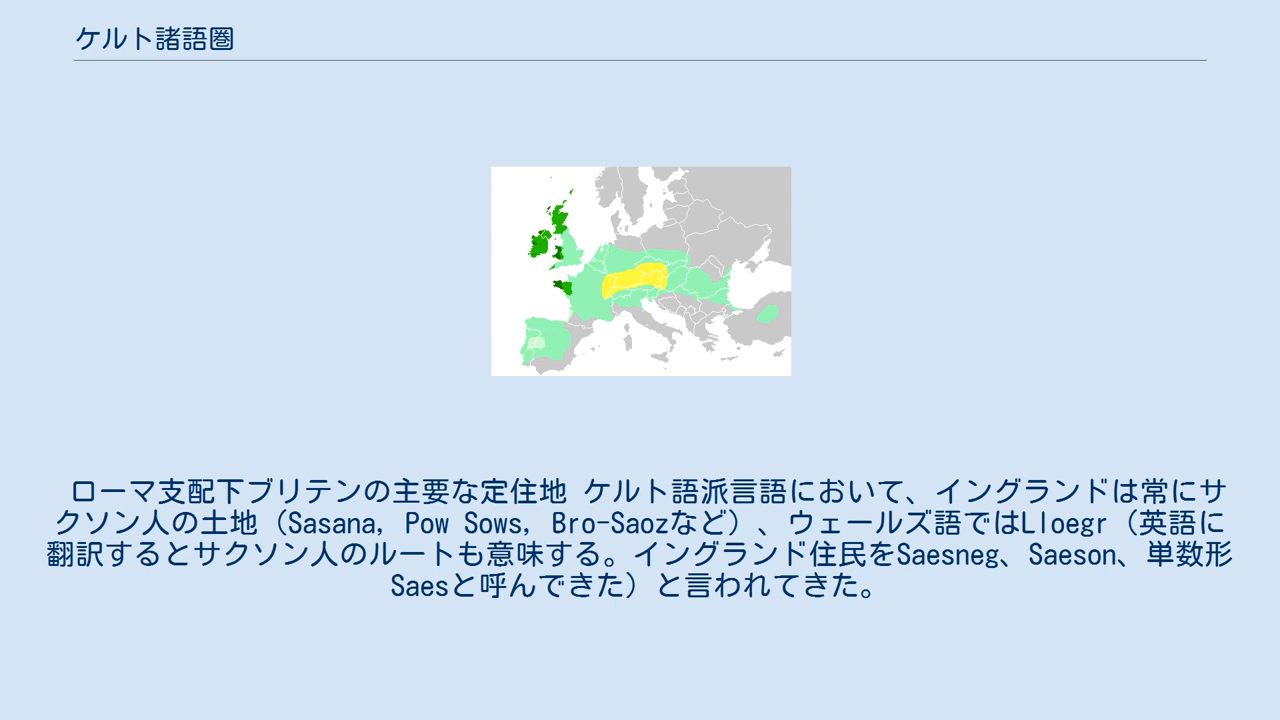 ケルト諸語圏
ローマ支配下ブリテンの主要な定住地 ケルト語派言語において、イングランドは常にサ
クソン人の土地（Sasana, Pow Sows, Bro-Saozなど）、ウェールズ語ではLloegr（英語に
翻訳するとサクソン人のルートも意味する。イングランド住民をSaesneg、Saeson、単数形
Saesと呼んできた）と言われてきた。